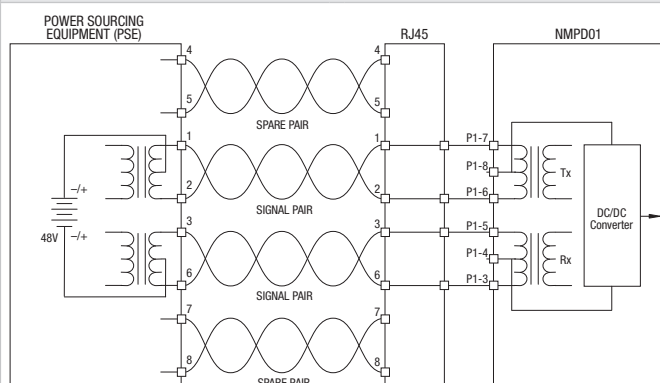 POWER SOURCING
EQUIPMENT (PSE)
RJ45
NMPD01
4
4
5
5
SPARE PAIR
1
1
P1-7
P1-8
Tx
2
2
P1-6
SIGNAL PAIR
–/+
48V
–/+
3
3
P1-5
P1-4
Rx
6
6
P1-3
SIGNAL PAIR
DC/DC
Converter
7
7
8
8
SPARE PAIR